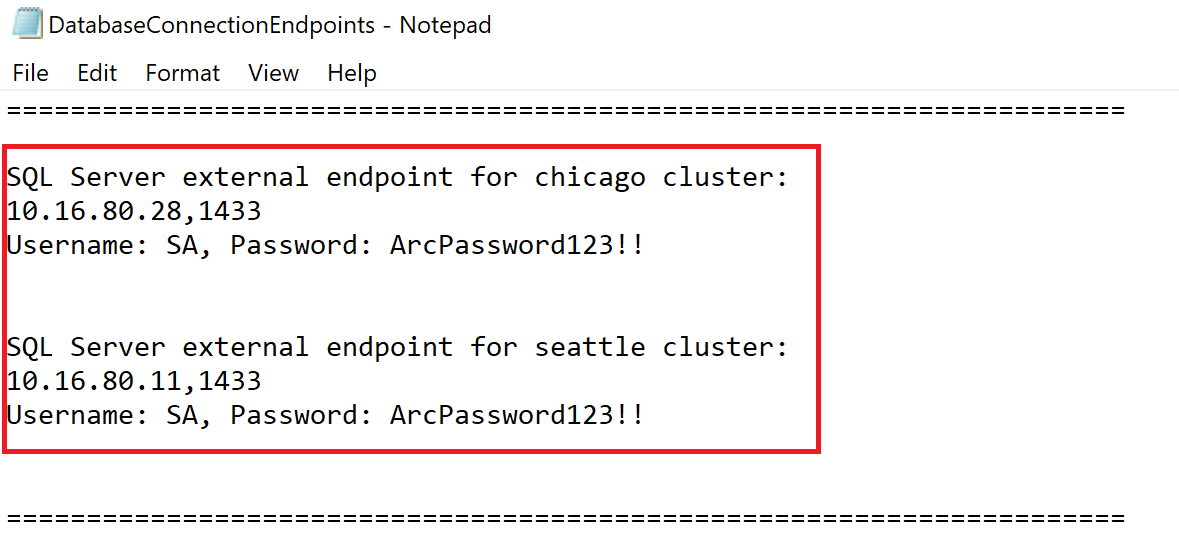 DatabaseConnectionEndpoints - Notepad
File Edit Format View Help
======================================================================
SQL Server external endpoint for chicago cluster:
10.16.80.28,1433
Username: SA, Password: ArcPassword123!!
SQL Server external endpoint for seattle cluster:
10.16.80.11,1433
Username: SA, Password: ArcPassword123!!
======================================================================